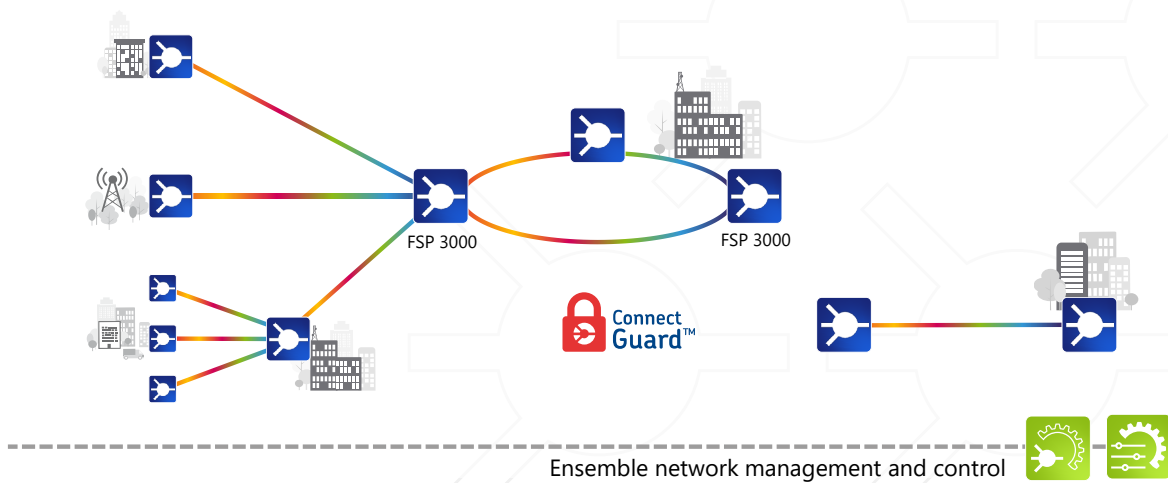 FSP 3000
FSP 3000
Connect
Guard™
Ensemble network management and control